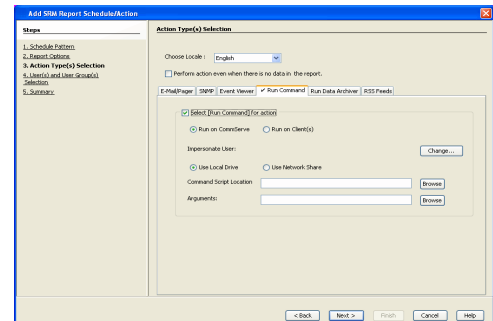 Add SRM Report Schedule/Action
Steps
1. Schedule Pattern
2. Report Options
3. Action Type(s) Selection
4. User(s) and User Group(s)
Selection
5. Summary
Action Type(s) Selection
Choose Locale : English
Perform action even when there is no data in the report.
E-Mail/Pager SNMP Event Viewer Run Command Run Data Archiver RSS Feeds
Select [Run Command] for action
Run on CommServe Run on Client(s)
Impersonate User: Change...
Use Local Drive Use Network Share
Command Script Location Browse
Arguments: Browse
< Back Next > Finish Cancel Help